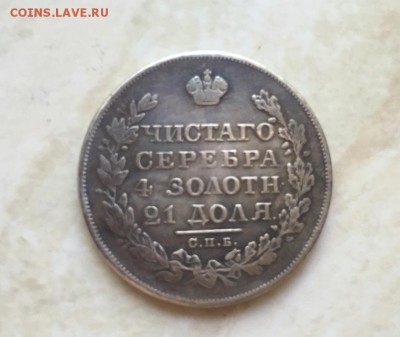 COINS.LAVE.RU
ЧИСТАГО
СЕРЕБРА
4 ЗОЛОТН
21 ДОЛЯ.
С.П.Б.